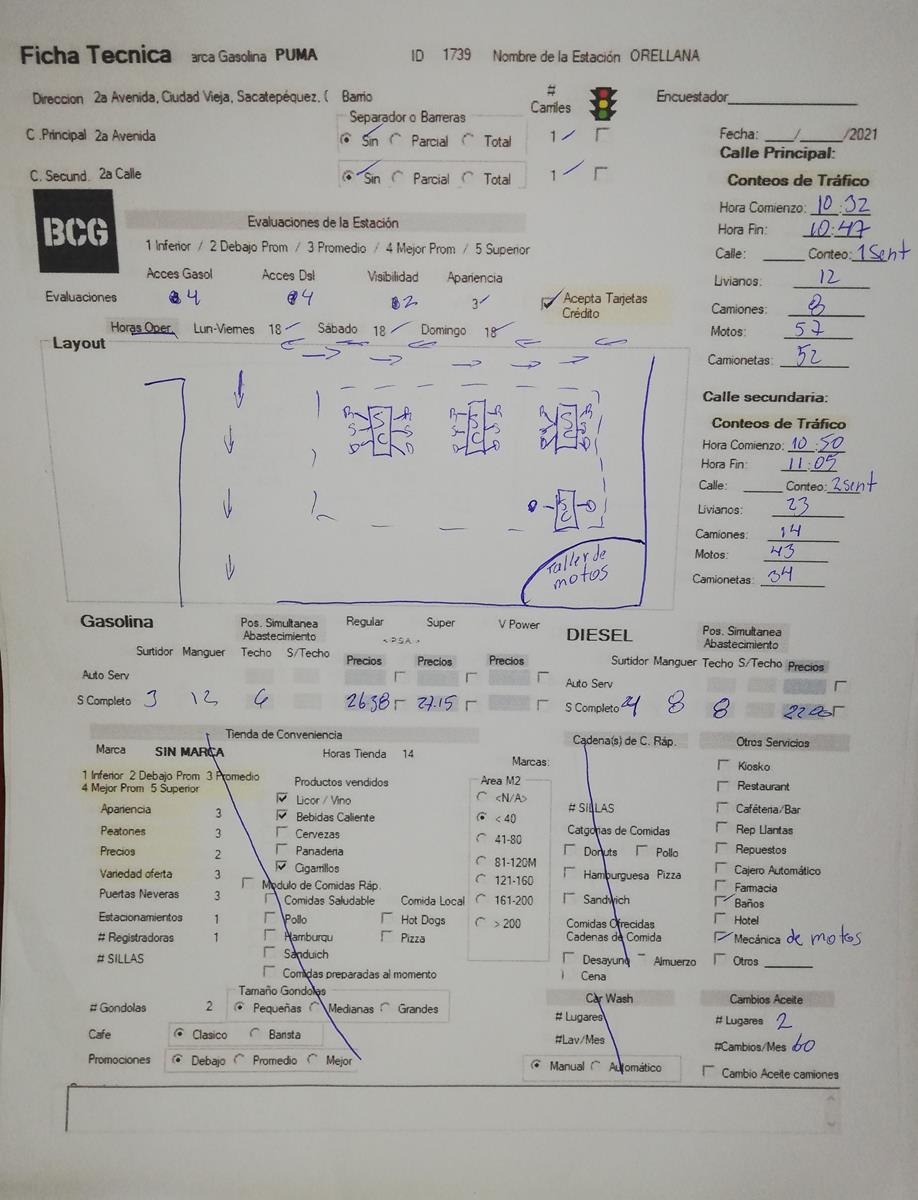 Ficha Tecnica arca Gasolina PUMA ID 1739 Nombre de la Estación ORELLANA
Direccion 2a Avenida, Ciudad Vieja, Sacatepéquez, ( Barrio # Carriles Encuestador
Separador o Barreras
C .Principal 2a Avenida Sin Parcial Total 1 Fecha: ___/___/2021
C. Secund. 2a Calle Sin Parcial Total 1
Calle Principal:
Conteos de Tráfico
Hora Comienzo: 10:32
Hora Fin: 10:47
Calle: Conteo: 1 Sent
Livianos: 12
Camiones: 8
Motos: 57
Camionetas: 52
BCG
Evaluaciones de la Estación
1 Inferior / 2 Debajo Prom / 3 Promedio / 4 Mejor Prom / 5 Superior
Acces Gasol Acces Dsl Visibilidad Apariencia
Evaluaciones 4 4 2 3 Acepta Tarjetas Crédito
Horas Oper. Lun-Viernes 18 Sábado 18 Domingo 18
Layout
R S D SC R S D
R S D SC R S D
R S D SC R S D
D SC D
Taller de motos
Calle secundaria:
Conteos de Tráfico
Hora Comienzo: 10:50
Hora Fin: 11:05
Calle: Conteo: 2 sent
Livianos: 23
Camiones: 14
Motos: 43
Camionetas: 34
Gasolina
Surtidor Manguer Pos. Simultanea Abastecimiento Techo S/Techo Regular Super V Power
<PSA>
Precios Precios Precios
Auto Serv
S Completo 3 12 6 26.38 27.15
DIESEL
Surtidor Manguer Pos. Simultanea Abastecimiento Techo S/Techo Precios
Auto Serv
S Completo 4 8 8
Tienda de Conveniencia
Marca SIN MARCA Horas Tienda 14
1 Inferior 2 Debajo Prom 3 Promedio
4 Mejor Prom 5 Superior
Apariencia 3
Peatones 3
Precios 2
Variedad oferta 3
Puertas Neveras 3
Estacionamientos 1
# Registradoras 1
# SILLAS
Productos vendidos
Licor / Vino
Bebidas Caliente
Cervezas
Panaderia
Cigarrillos
Modulo de Comidas Ráp.
Comidas Saludable Comida Local
Pollo Hot Dogs
Hamburqu Pizza
Sanduich
Comidas preparadas al momento
Marcas:
Area M2
<N/A>
< 40
41-80
81-120M
121-160
161-200
> 200
Tamaño Gondolas
# Gondolas 2 Pequeñas Medianas Grandes
Cafe Clasico Barista
Promociones Debajo Promedio Mejor
Cadena(s) de C. Ráp.
# SILLAS
Catgorias de Comidas
Donuts Pollo
Hamburguesa Pizza
Sandwich
Comidas Ofrecidas
Cadenas de Comida
Desayuno Almuerzo
Cena
Car Wash
# Lugares
#Lav/Mes
Manual Automático
Otros Servicios
Kiosko
Restaurant
Caféteria/Bar
Rep Llantas
Repuestos
Cajero Automático
Farmacia
Baños
Hotel
Mecánica de motos
Otros
Cambios Aceite
# Lugares 2
#Cambios/Mes 60
Cambio Aceite camiones